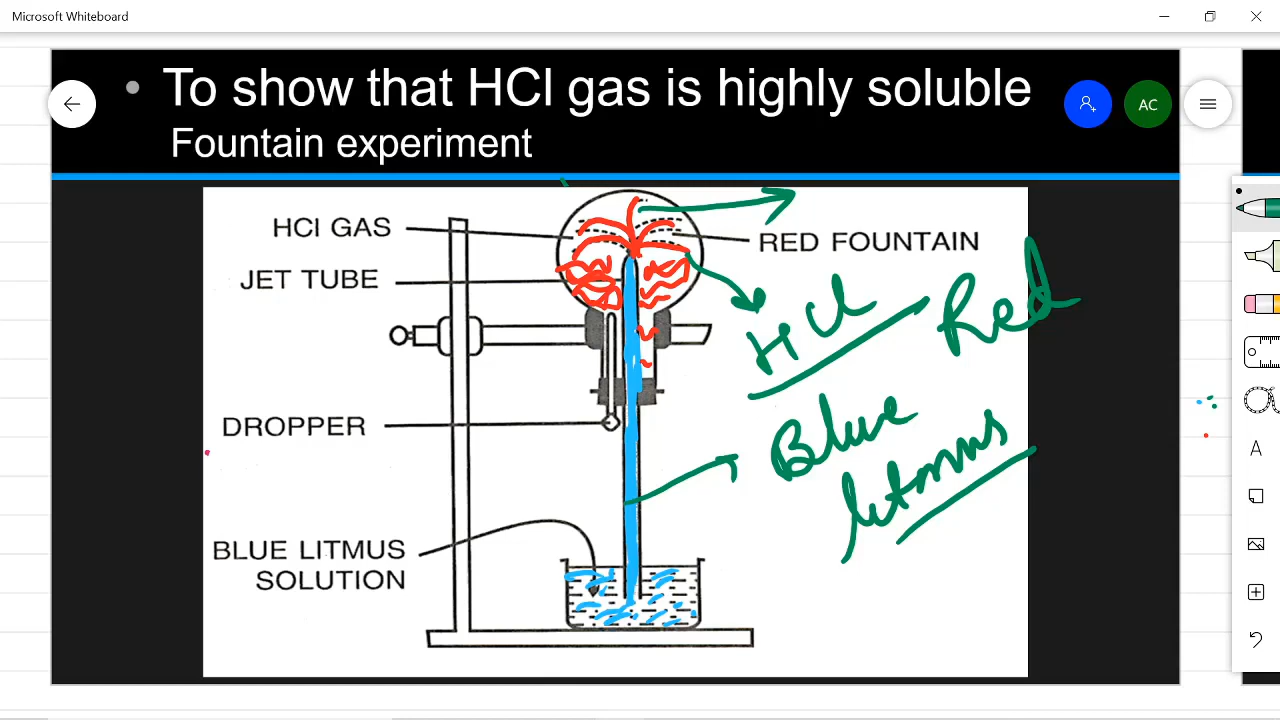 Microsoft Whiteboard
• To show that HCl gas is highly soluble
Fountain experiment
AC
HCl GAS
RED FOUNTAIN
JET TUBE
HCl
Red
DROPPER
Blue
litmus
BLUE LITMUS
SOLUTION
A